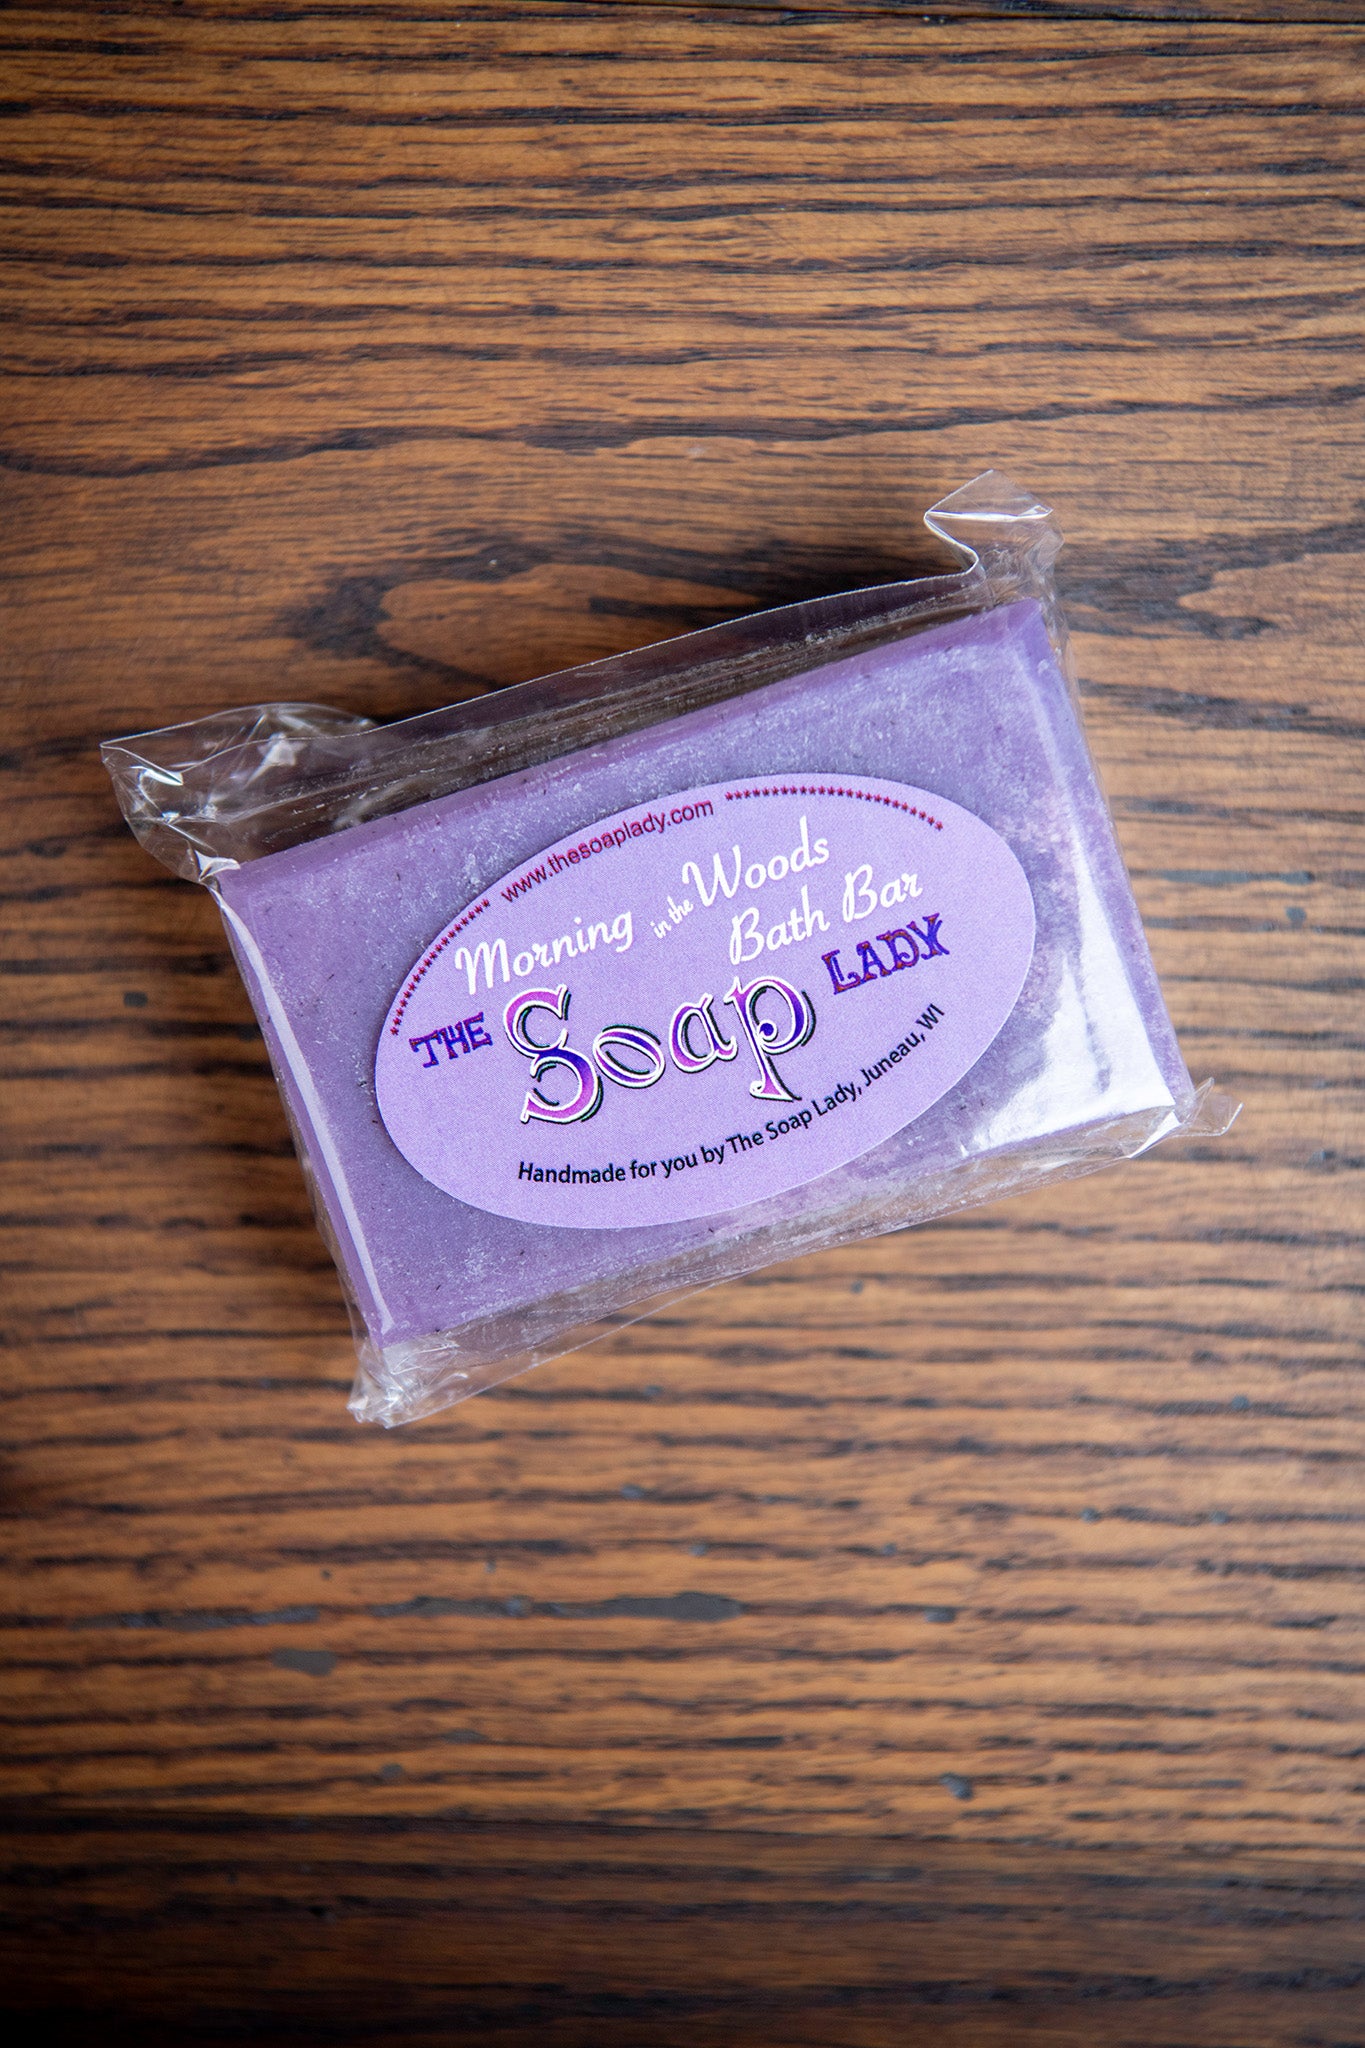 www.thesoaplady.com
Morning in the Woods
Bath Bar
THE Soap LADY
Handmade for you by The Soap Lady, Juneau, WI